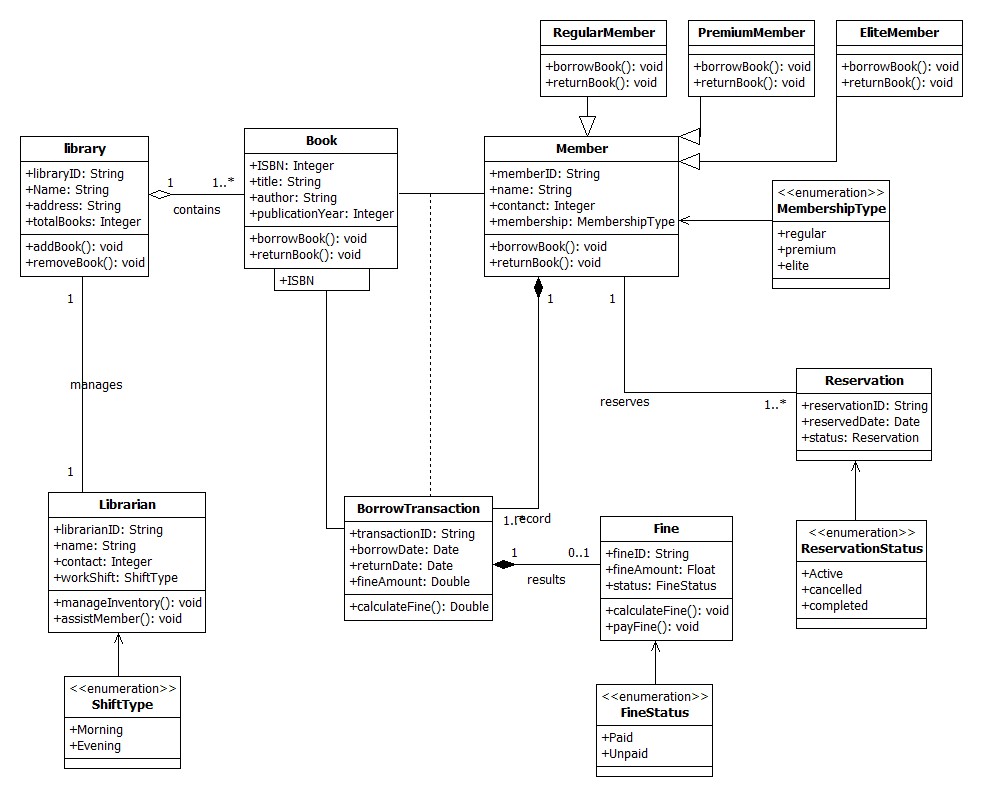 RegularMember
+borrowBook(): void
+returnBook(): void
PremiumMember
+borrowBook(): void
+returnBook(): void
EliteMember
+borrowBook(): void
+returnBook(): void
library
+libraryID: String
+Name: String
+address: String
+totalBooks: Integer
+addBook(): void
+removeBook(): void
1
1..*
contains
Book
+ISBN: Integer
+title: String
+author: String
+publicationYear: Integer
+borrowBook(): void
+returnBook(): void
+ISBN
Member
+memberID: String
+name: String
+contanct: Integer
+membership: MembershipType
+borrowBook(): void
+returnBook(): void
<<enumeration>>
MembershipType
+regular
+premium
+elite
1
manages
1
1
1..*
record
1
reserves
1..*
Reservation
+reservationID: String
+reservedDate: Date
+status: Reservation
Librarian
+librarianID: String
+name: String
+contact: Integer
+workShift: ShiftType
+manageInventory(): void
+assistMember(): void
BorrowTransaction
+transactionID: String
+borrowDate: Date
+returnDate: Date
+fineAmount: Double
+calculateFine(): Double
1
0..1
results
Fine
+fineID: String
+fineAmount: Float
+status: FineStatus
+calculateFine(): void
+payFine(): void
<<enumeration>>
ReservationStatus
+Active
+cancelled
+completed
<<enumeration>>
ShiftType
+Morning
+Evening
<<enumeration>>
FineStatus
+Paid
+Unpaid